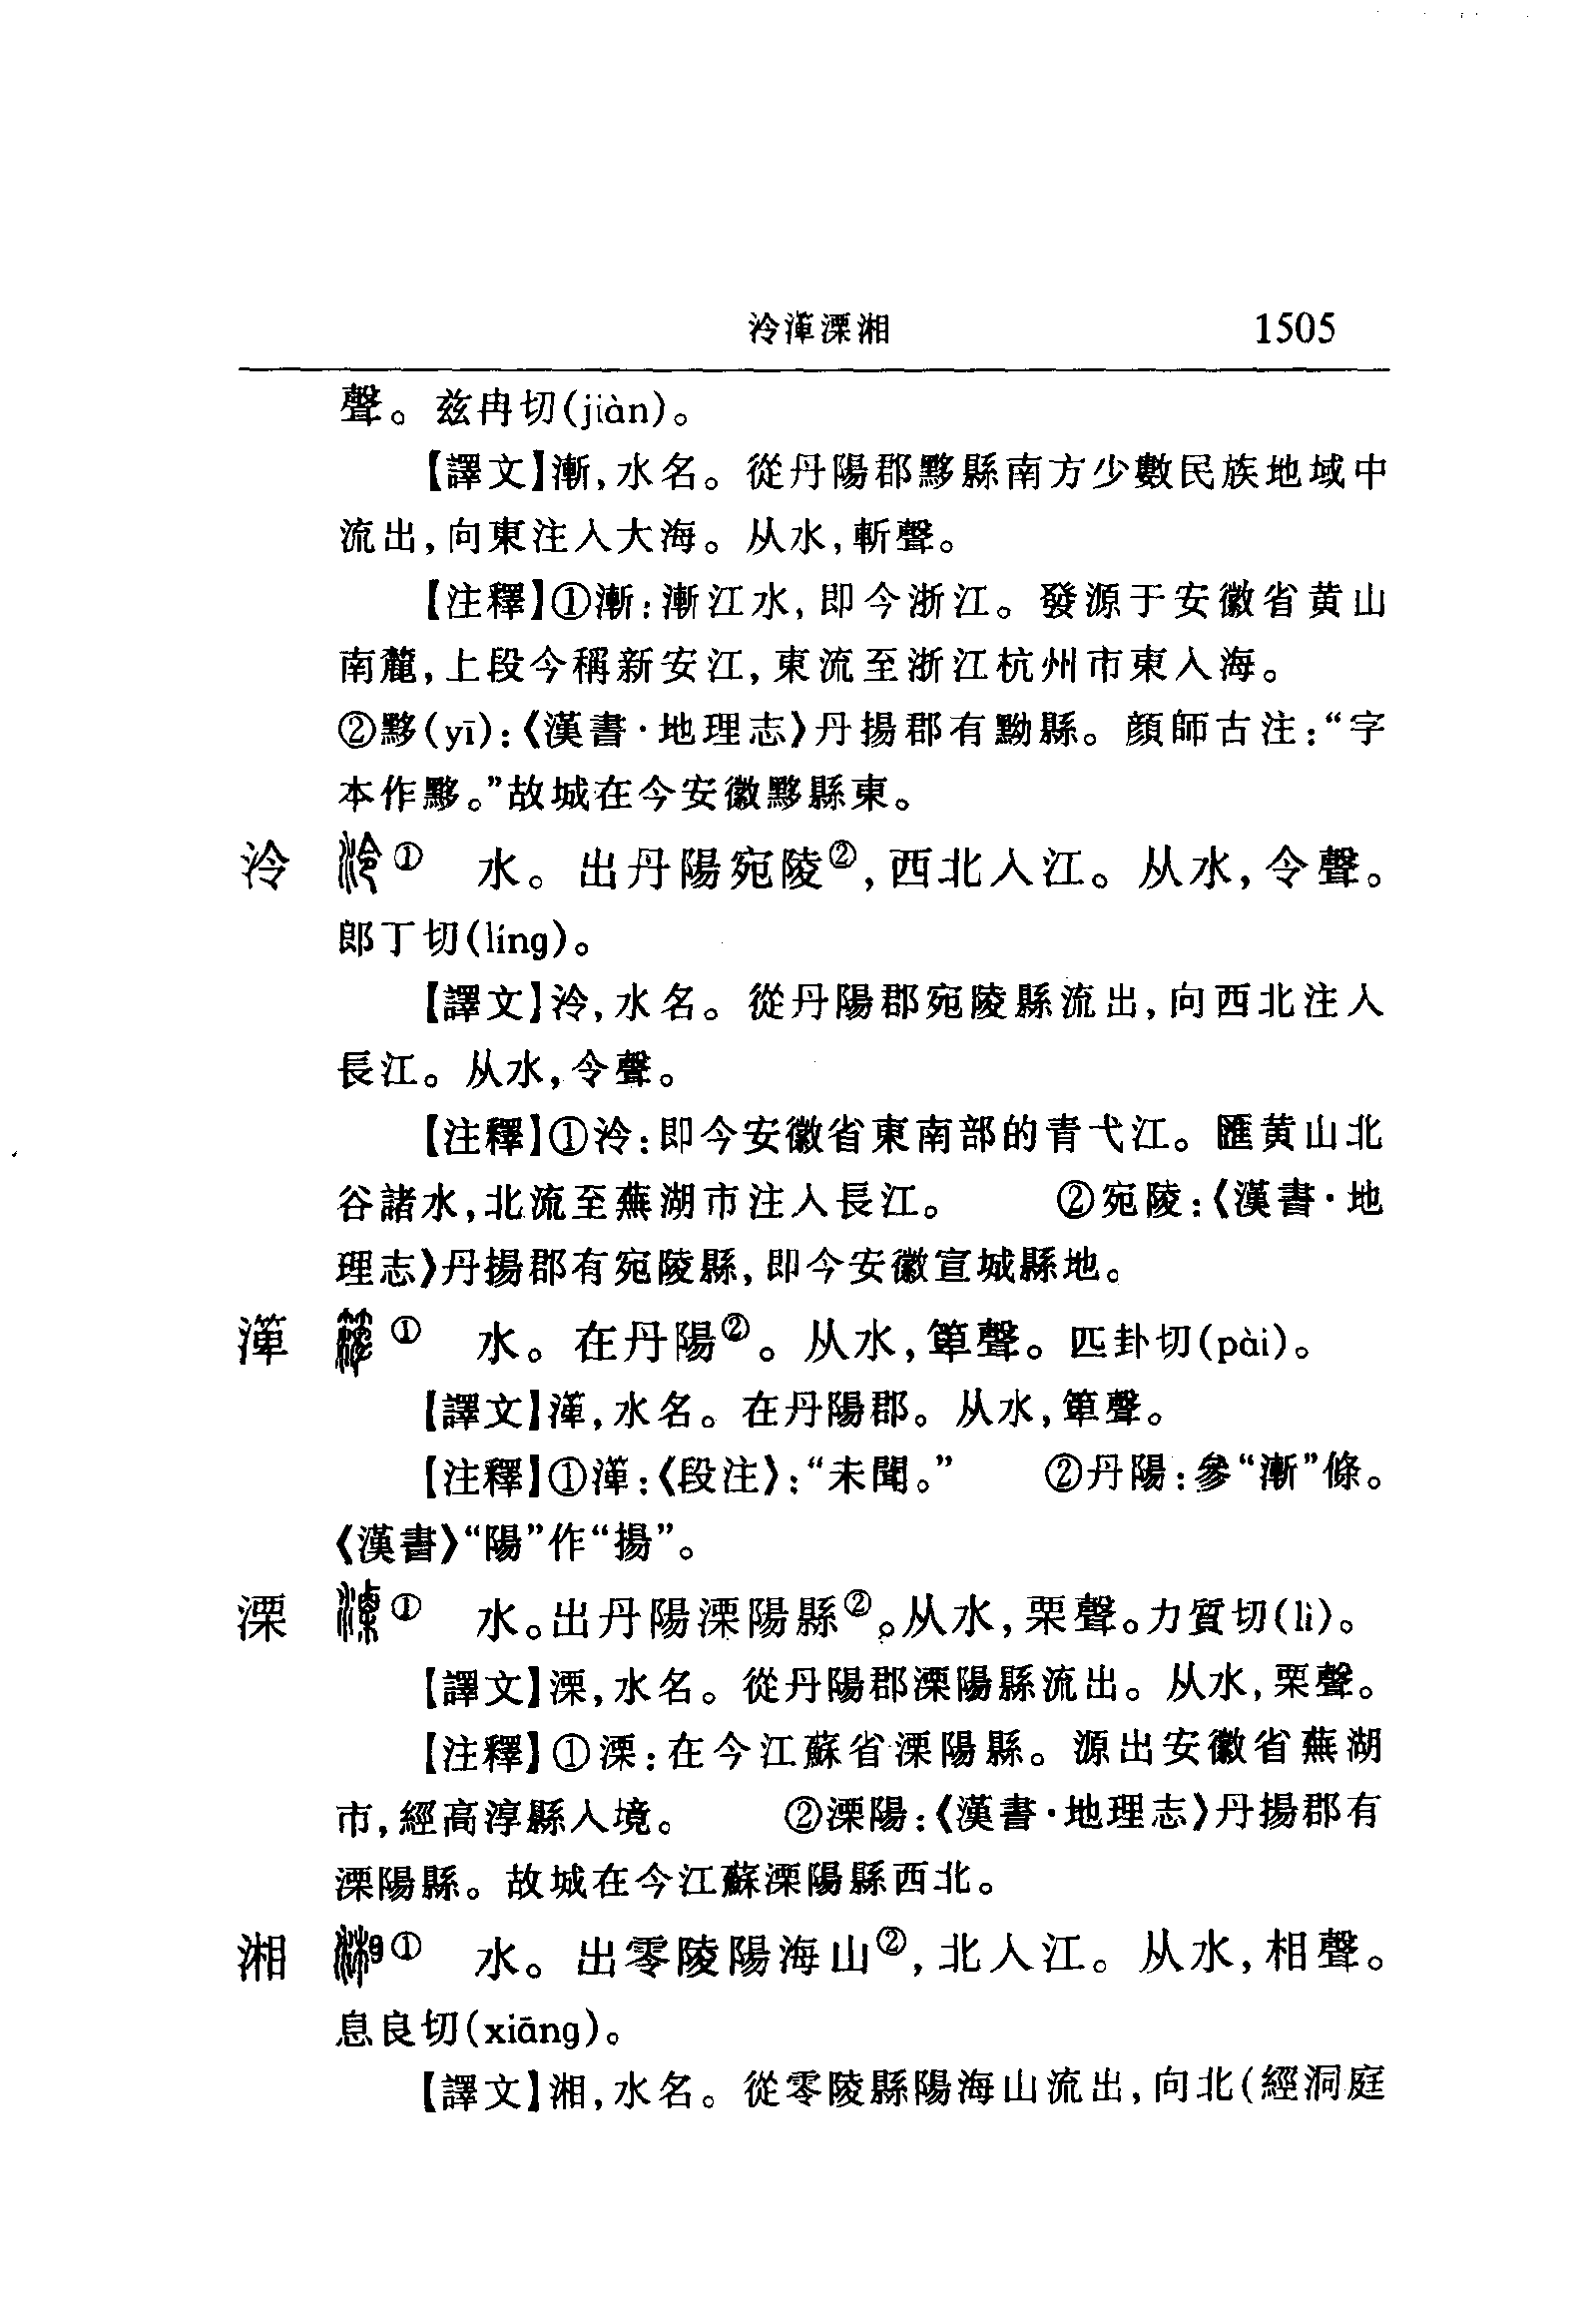 泠溧湘 1505
聲。兹冉切(jiàn)。
【譯文】漸,水名。從丹陽郡黟縣南方少數民族地域中
流出,向東注入大海。从水,斬聲。
【注釋】①漸:漸江水,即今浙江。發源于安徽省黄山
南麓,上段今稱新安江,東流至浙江杭州市東入海。
②黟(yī):《漢書·地理志》丹揚郡有黝縣。顔師古注:“字
本作黟。”故城在今安徽黟縣東。
泠 ① 水。出丹陽宛陵②,西北入江。从水,令聲。
郎丁切(líng)。
【譯文】泠,水名。從丹陽郡宛陵縣流出,向西北注入
長江。从水,令聲。
【注釋】①泠:即今安徽省東南部的青弋江。匯黄山北
谷諸水,北流至蕪湖市注入長江。 ②宛陵:《漢書·地
理志》丹揚郡有宛陵縣,即今安徽宣城縣地。
① 水。在丹陽②。从水,箄聲。匹卦切(pài)。
【譯文】,水名。在丹陽郡。从水,箄聲。
【注釋】①:《段注》:“未聞。” ②丹陽:參“漸”條。
《漢書》“陽”作“揚”。
溧 ① 水。出丹陽溧陽縣②。从水,栗聲。力質切(lì)。
【譯文】溧,水名。從丹陽郡溧陽縣流出。从水,栗聲。
【注釋】①溧:在今江蘇省溧陽縣。源出安徽省蕪湖
市,經高淳縣入境。 ②溧陽:《漢書·地理志》丹揚郡有
溧陽縣。故城在今江蘇溧陽縣西北。
湘 ① 水。出零陵陽海山②,北入江。从水,相聲。
息良切(xiāng)。
【譯文】湘,水名。從零陵縣陽海山流出,向北(經洞庭